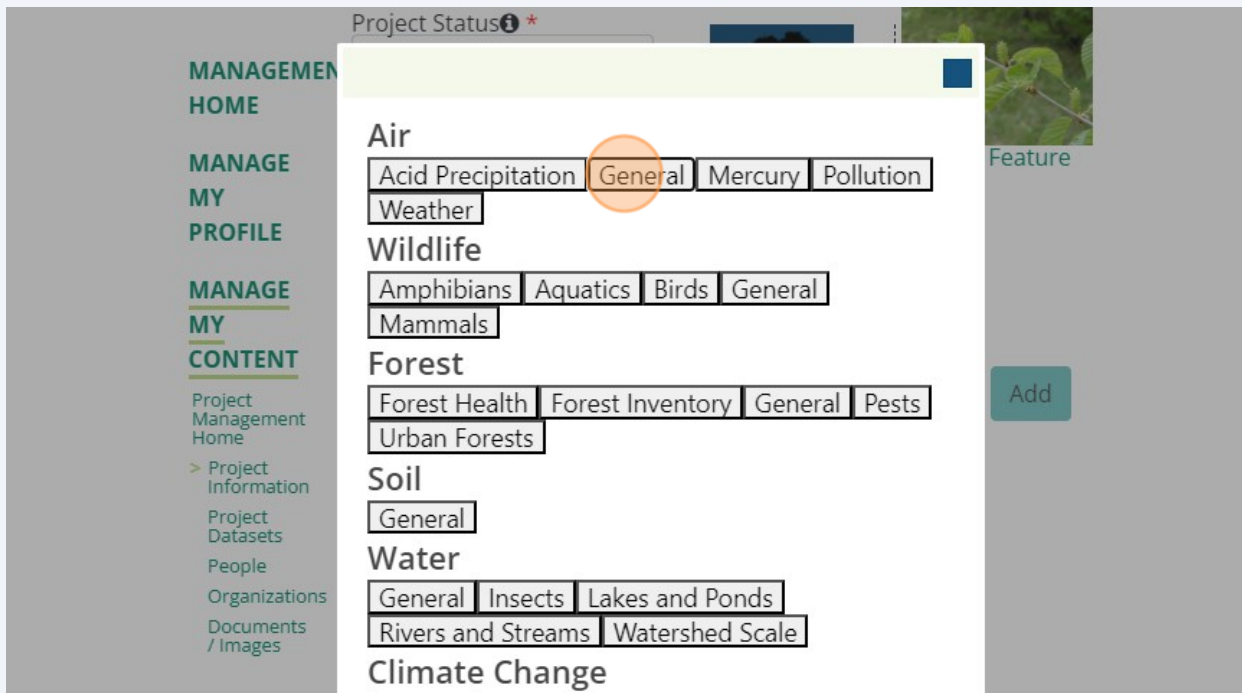 Project Status *
MANAGEMEN
HOME
MANAGE
MY
PROFILE
MANAGE
MY
CONTENT
Project
Management
Home
> Project
Information
Project
Datasets
People
Organizations
Documents
/ Images
Air
Acid Precipitation General Mercury Pollution
Weather
Wildlife
Amphibians Aquatics Birds General
Mammals
Forest
Forest Health Forest Inventory General Pests
Urban Forests
Soil
General
Water
General Insects Lakes and Ponds
Rivers and Streams Watershed Scale
Climate Change
Feature
Add